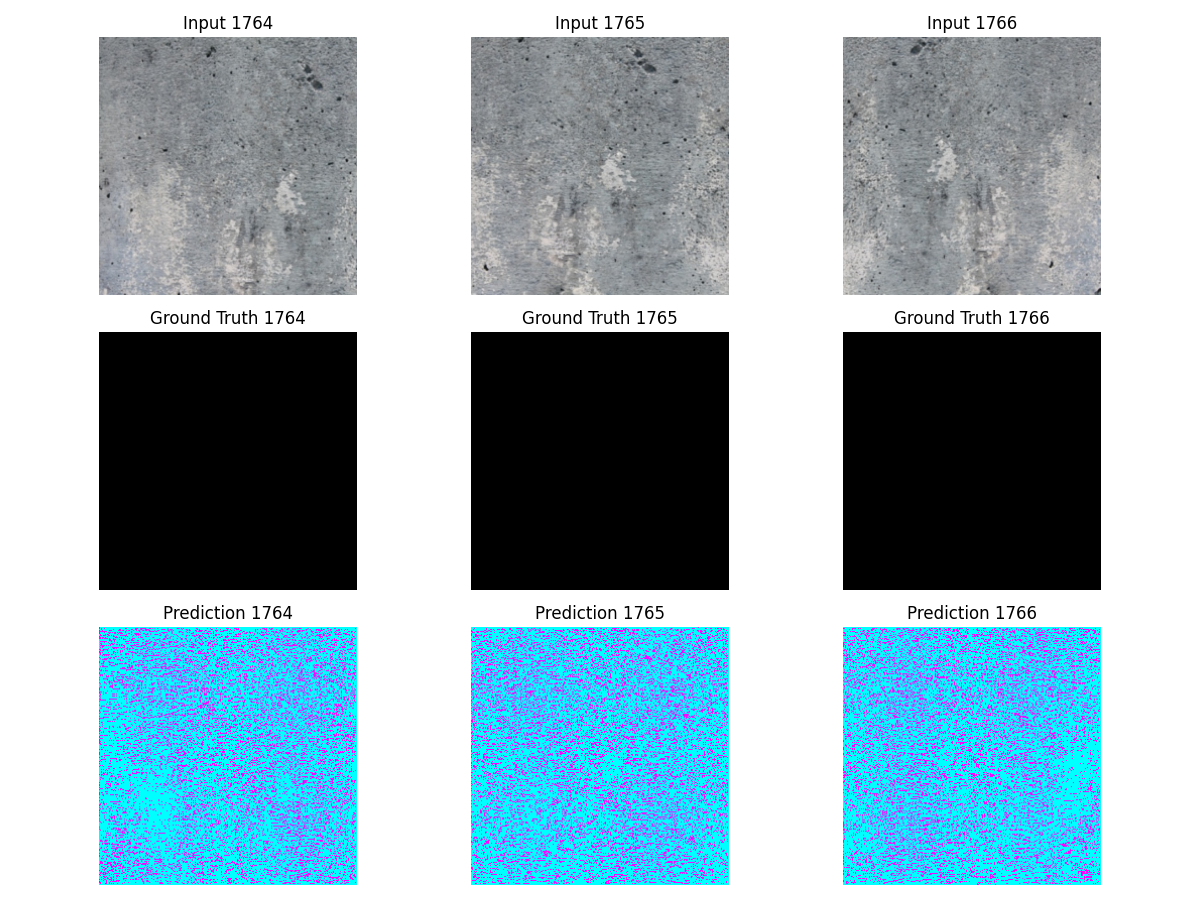 Input 1764
Input 1765
Input 1766
Ground Truth 1764
Ground Truth 1765
Ground Truth 1766
Prediction 1764
Prediction 1765
Prediction 1766